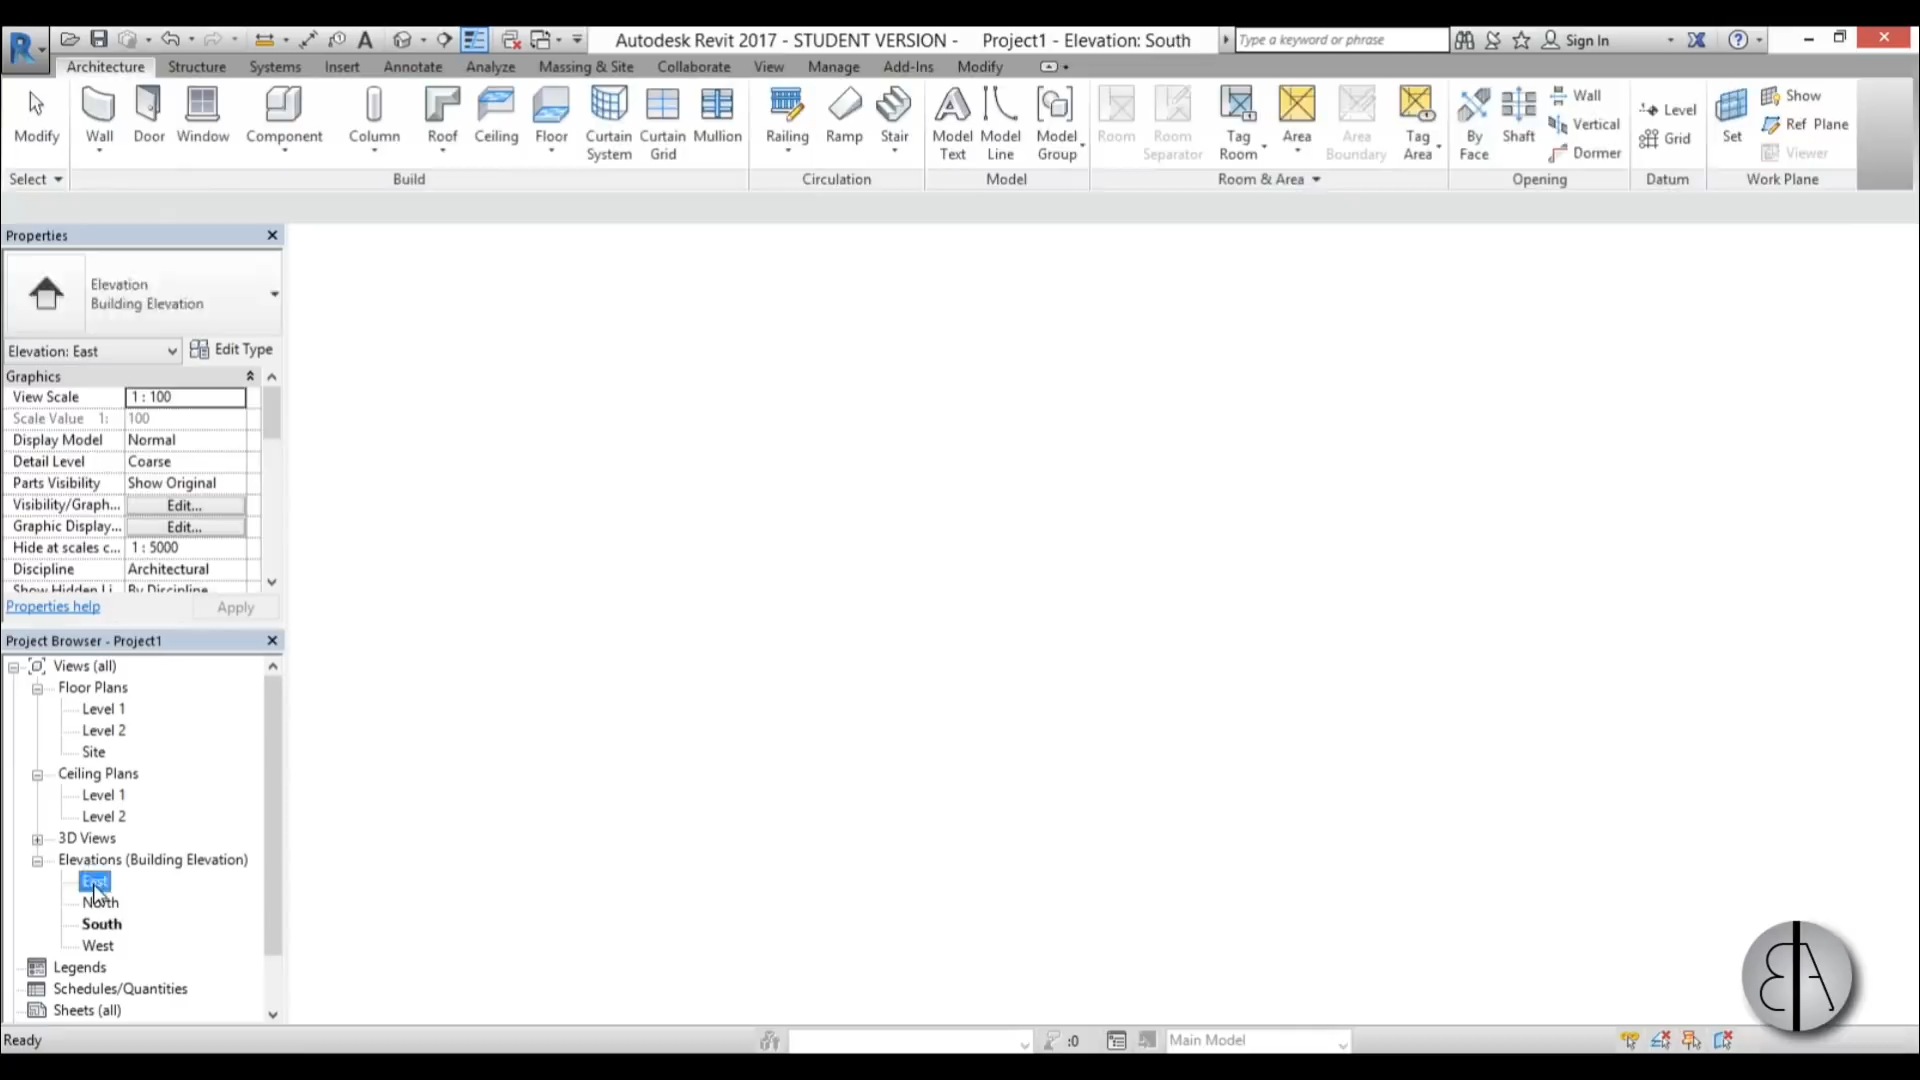 Autodesk Revit 2017 - STUDENT VERSION - Project1 - Elevation: South
Type a keyword or phrase
Sign In
Architecture Structure Systems Insert Annotate Analyze Massing & Site Collaborate View Manage Add-Ins Modify
Modify
Wall
Door
Window
Component
Column
Roof
Ceiling
Floor
Curtain System
Curtain Grid
Mullion
Railing
Ramp
Stair
Model Text
Model Line
Model Group
Room
Room Separator
Tag Room
Area
Area Boundary
Tag Area
By Face
Shaft
Wall
Vertical
Dormer
Level
Grid
Set
Show
Ref Plane
Viewer
Select
Build
Circulation
Model
Room & Area
Opening
Datum
Work Plane
Properties
Elevation
Building Elevation
Elevation: East
Edit Type
Graphics
View Scale 1 : 100
Scale Value 1: 100
Display Model Normal
Detail Level Coarse
Parts Visibility Show Original
Visibility/Graph... Edit...
Graphic Display... Edit...
Hide at scales c... 1 : 5000
Discipline Architectural
Show Hidden Li By Discipline
Properties help Apply
Project Browser - Project1
Views (all)
Floor Plans
Level 1
Level 2
Site
Ceiling Plans
Level 1
Level 2
3D Views
Elevations (Building Elevation)
East
North
South
West
Legends
Schedules/Quantities
Sheets (all)
Ready
:0
Main Model